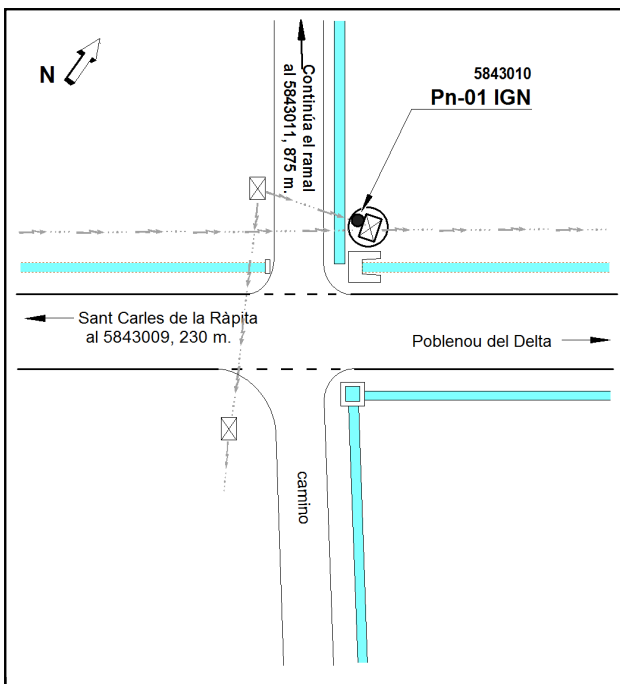 N
Continúa el ramal
al 5843011, 875 m.
5843010
Pn-01 IGN
Sant Carles de la Ràpita
al 5843009, 230 m.
Poblenou del Delta
camino